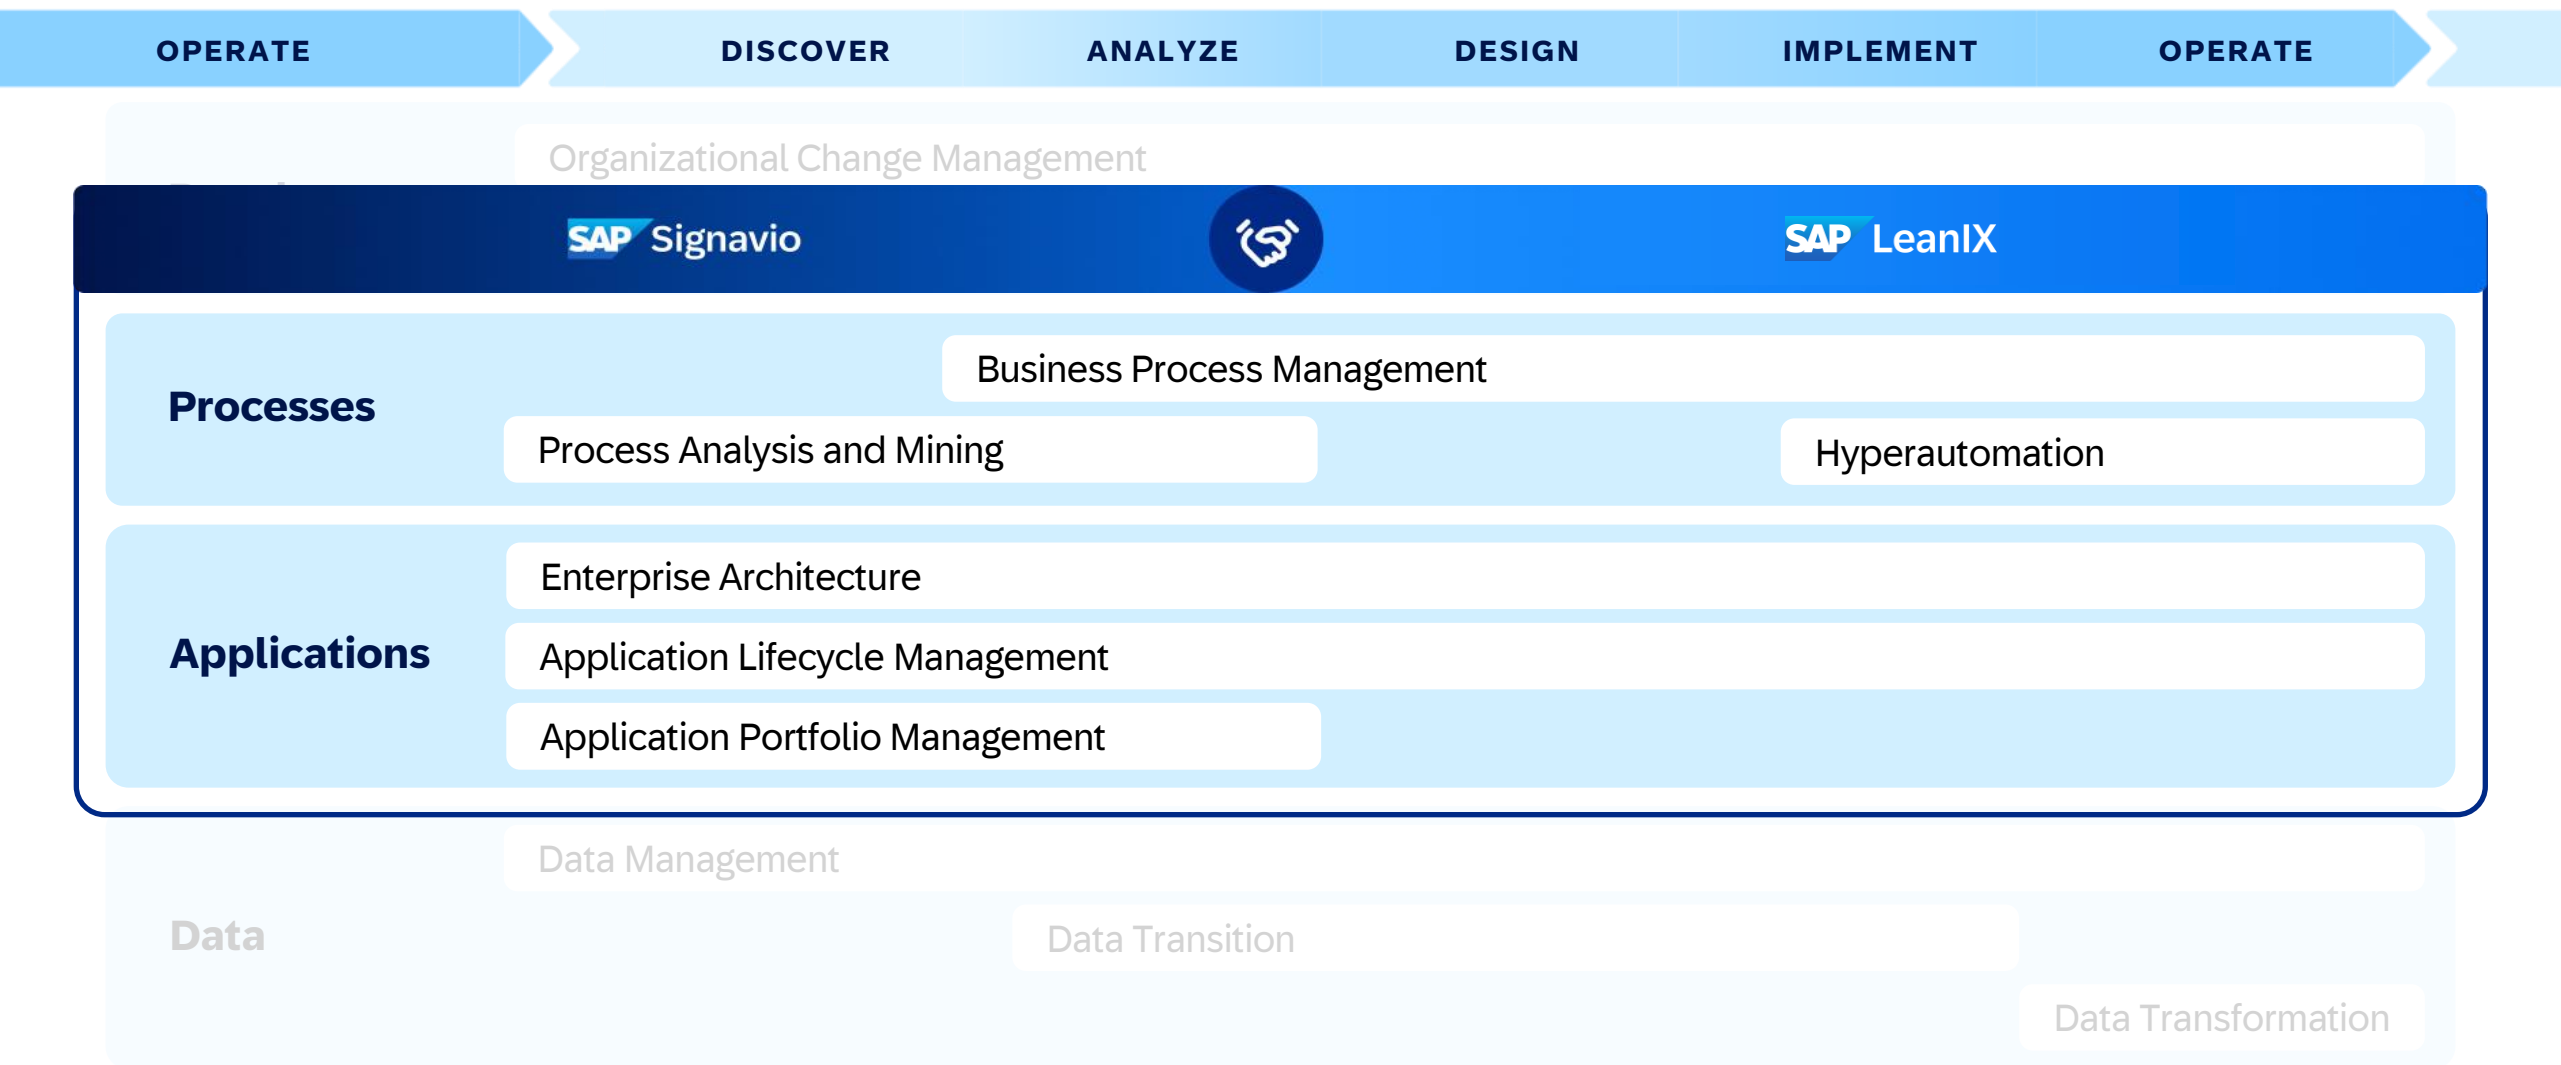 OPERATE DISCOVER ANALYZE DESIGN IMPLEMENT OPERATE
Organizational Change Management
SAP Signavio SAP LeanIX
Business Process Management
Processes
Process Analysis and Mining Hyperautomation
Enterprise Architecture
Applications Application Lifecycle Management
Application Portfolio Management
Data Management
Data Data Transition
Data Transformation